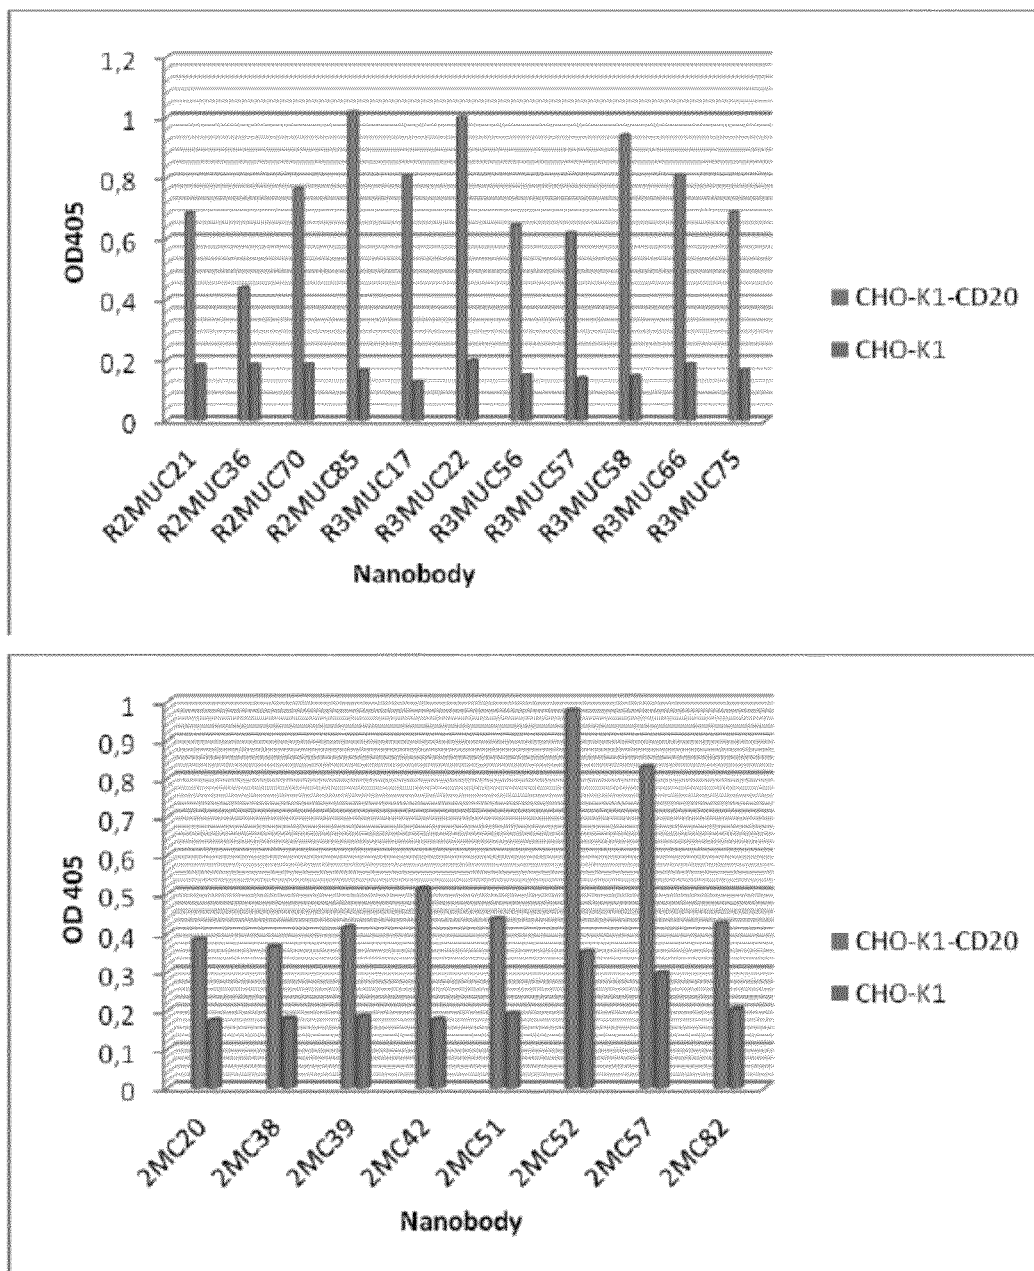 1,2
1
0,8
0,6
0,4
0,2
0
OD405
R2MUC21
R2MUC36
R2MUC70
R2MUC85
R3MUC17
R3MUC22
R3MUC56
R3MUC57
R3MUC58
R3MUC66
R3MUC75
Nanobody
CHO-K1-CD20
CHO-K1
1
0,9
0,8
0,7
0,6
0,5
0,4
0,3
0,2
0,1
0
OD 405
2MC20
2MC38
2MC39
2MC42
2MC51
2MC52
2MC57
2MC82
Nanobody
CHO-K1-CD20
CHO-K1